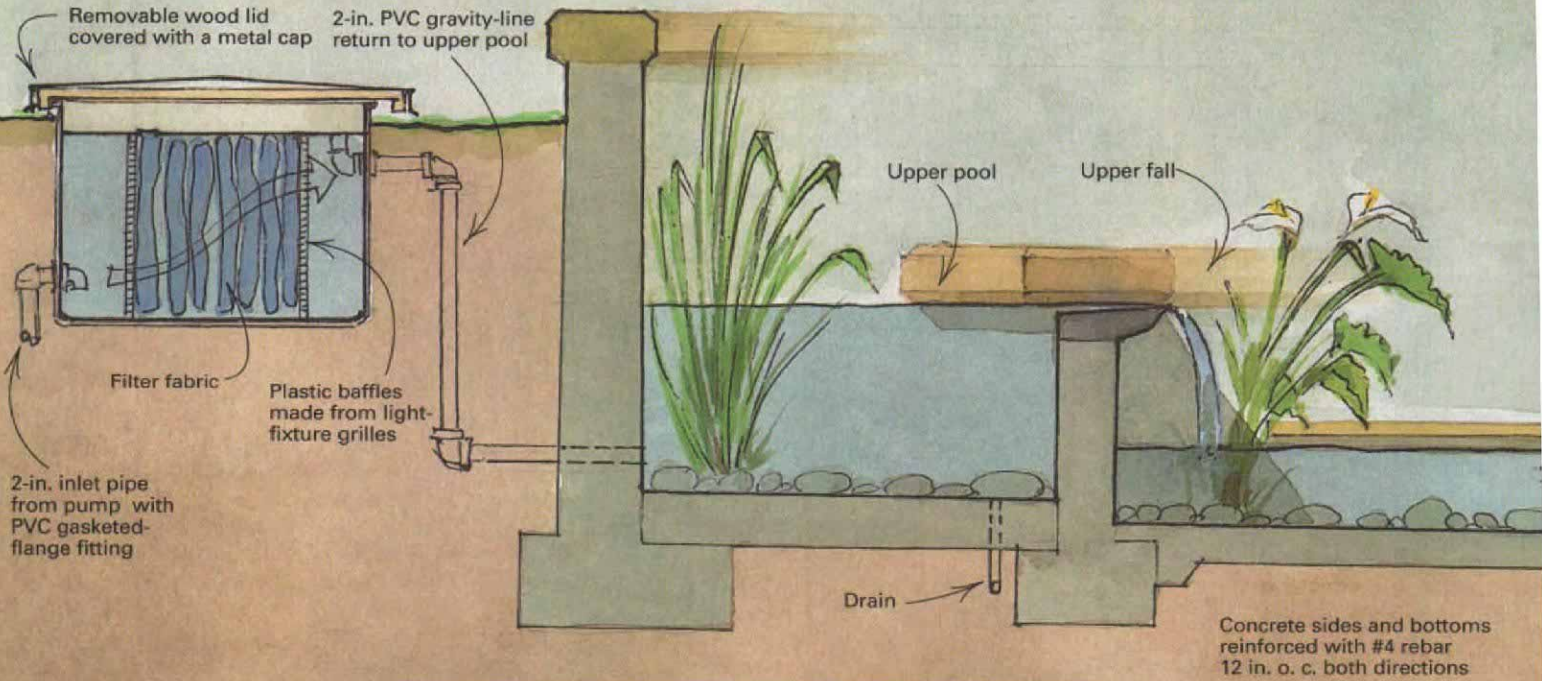 Removable wood lid
covered with a metal cap
2-in. PVC gravity-line
return to upper pool
Upper pool
Upper fall
Filter fabric
Plastic baffles
made from light-
fixture grilles
2-in. inlet pipe
from pump with
PVC gasketed-
flange fitting
Drain
Concrete sides and bottoms
reinforced with #4 rebar
12 in. o. c. both directions